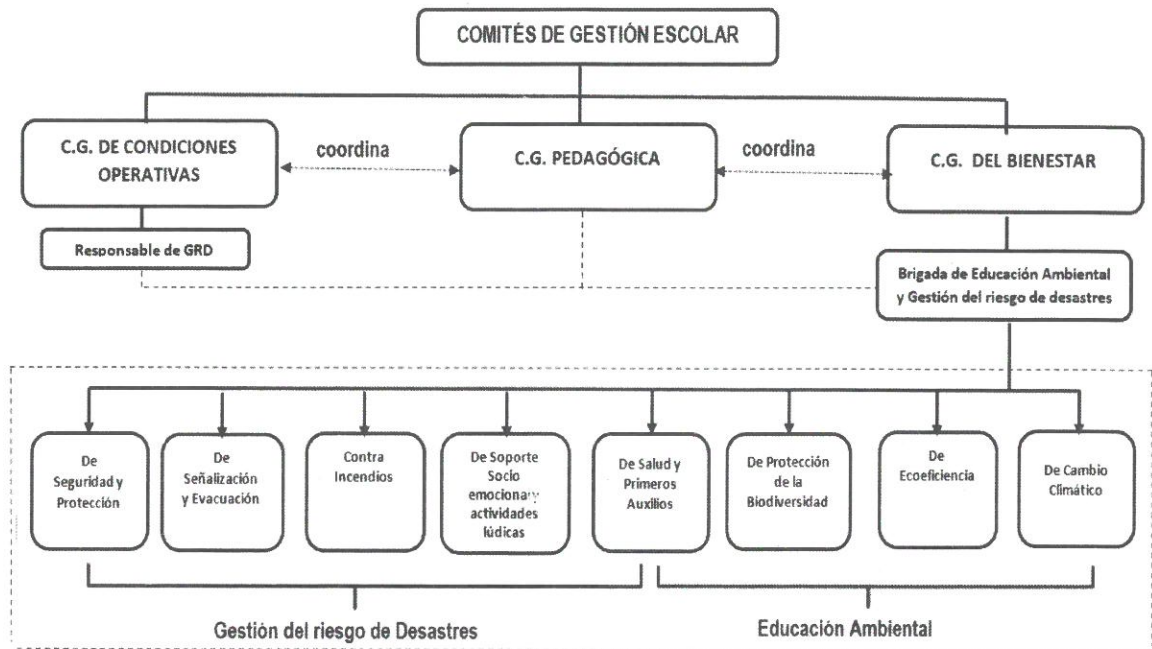 COMITÉS DE GESTIÓN ESCOLAR
C.G. DE CONDICIONES
OPERATIVAS
coordina
C.G. PEDAGÓGICA
coordina
C.G. DEL BIENESTAR
Responsable de GRD
Brigada de Educación Ambiental
y Gestión del riesgo de desastres
De
Seguridad y
Protección
De
Señalización
y Evacuación
Contra
Incendios
De Soporte
Socio
emocional y
actividades
lúdicas
De Salud y
Primeros
Auxilios
De Protección
de la
Biodiversidad
De
Ecoeficiencia
De Cambio
Climático
Gestión del riesgo de Desastres
Educación Ambiental